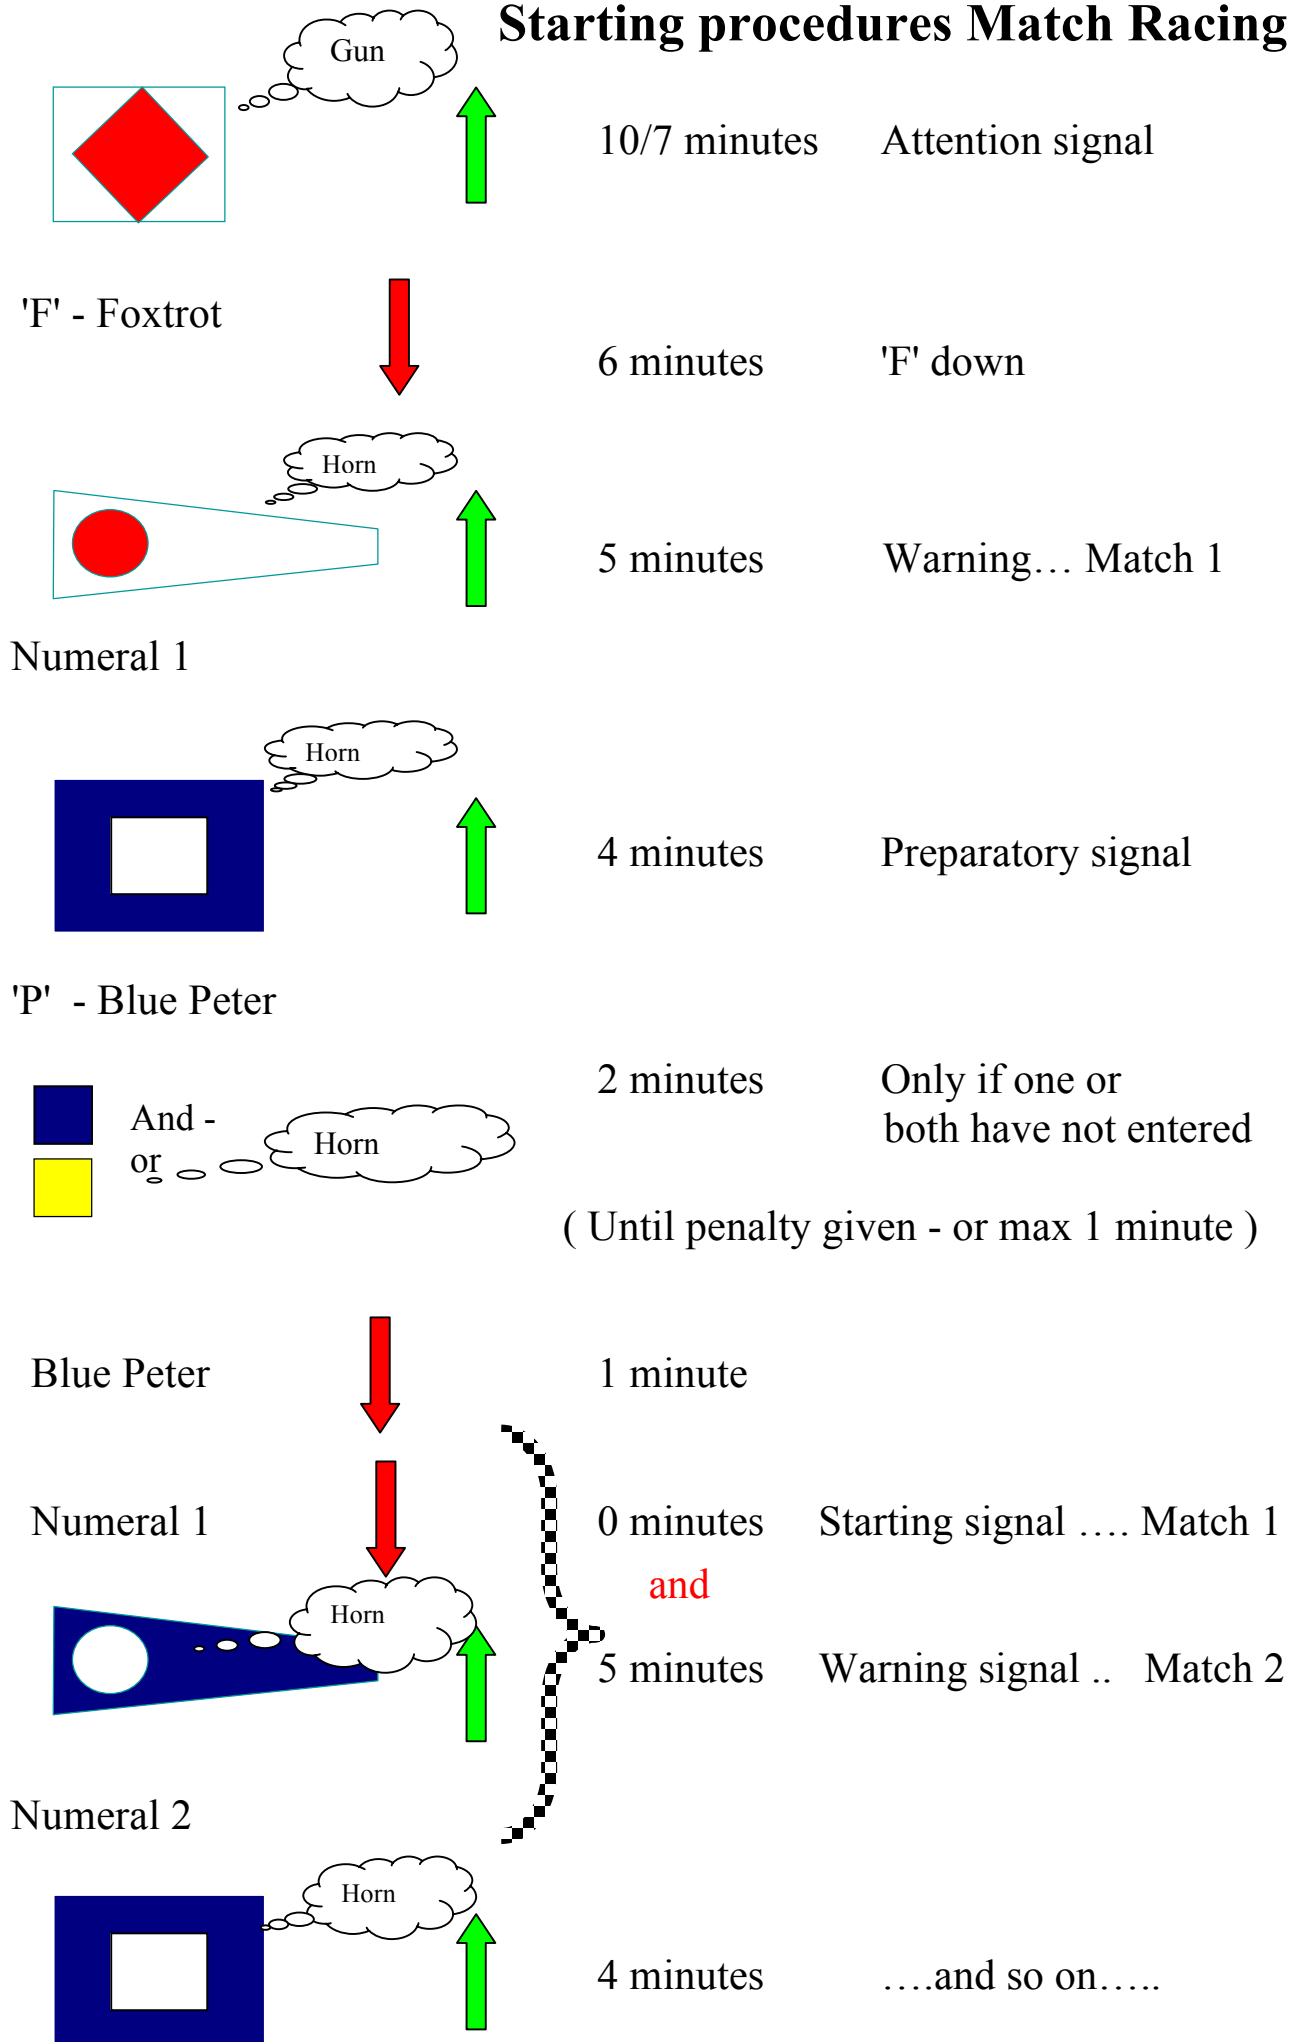 Starting procedures Match Racing
Gun
10/7 minutes Attention signal
'F' - Foxtrot
6 minutes 'F' down
Horn
5 minutes Warning… Match 1
Numeral 1
Horn
4 minutes Preparatory signal
'P' - Blue Peter
2 minutes Only if one or
both have not entered
And -
or
Horn
( Until penalty given - or max 1 minute )
Blue Peter 1 minute
Numeral 1 0 minutes Starting signal …. Match 1
and
Horn
5 minutes Warning signal .. Match 2
Numeral 2
Horn
4 minutes ….and so on…..